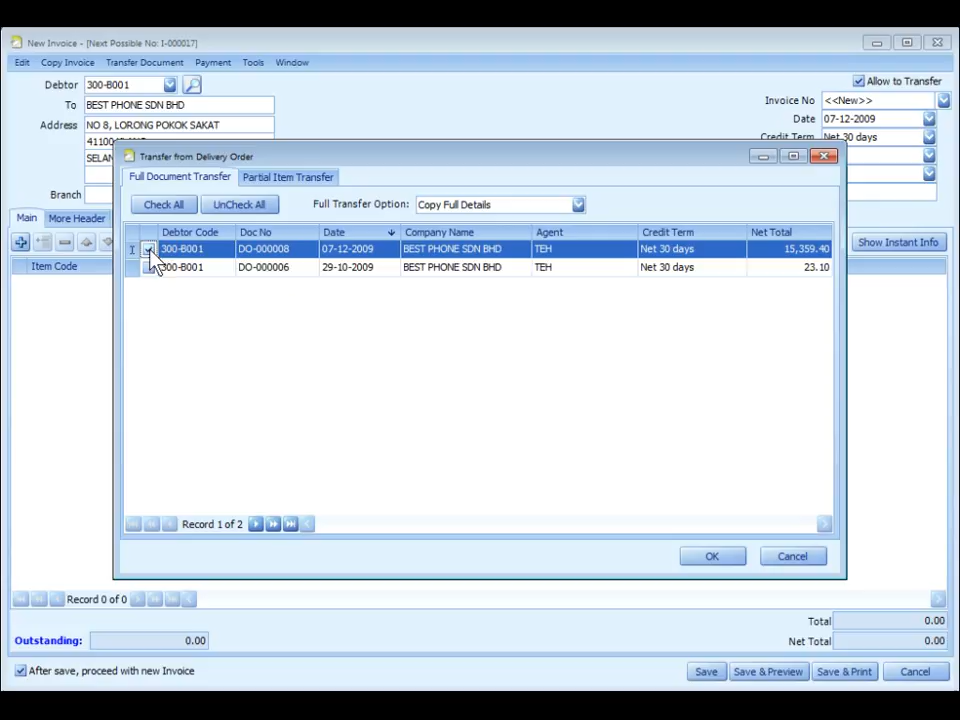 New Invoice - [Next Possible No: I-000017]
Edit Copy Invoice Transfer Document Payment Tools Window
Debtor 300-B001 Allow to Transfer
To BEST PHONE SDN BHD Invoice No <<New>>
Address NO 8, LORONG POKOK SAKAT Date 07-12-2009
41100 Credit Term Net 30 days
Transfer from Delivery Order
Full Document Transfer Partial Item Transfer
Branch
Check All UnCheck All Full Transfer Option: Copy Full Details
Main More Header
Debtor Code Doc No Date Company Name Agent Credit Term Net Total
Show Instant Info
300-B001 DO-000008 07-12-2009 BEST PHONE SDN BHD TEH Net 30 days 15,359.40
Item Code
300-B001 DO-000006 29-10-2009 BEST PHONE SDN BHD TEH Net 30 days 23.10
Record 1 of 2
OK Cancel
Record 0 of 0
Total 0.00
Outstanding: 0.00 Net Total 0.00
After save, proceed with new Invoice Save Save & Preview Save & Print Cancel